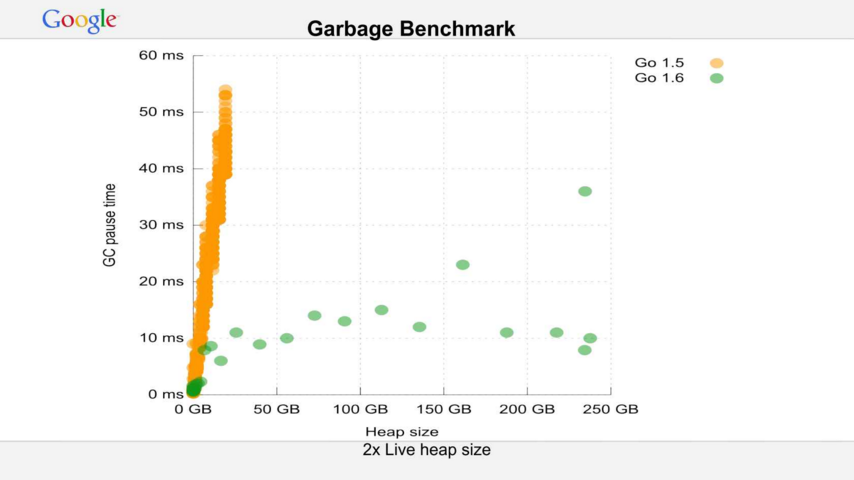 Google
Garbage Benchmark
60 ms
Go 1.5
Go 1.6
50 ms
40 ms
GC pause time
30 ms
20 ms
10 ms
0 ms
0 GB 50 GB 100 GB 150 GB 200 GB 250 GB
Heap size
2x Live heap size